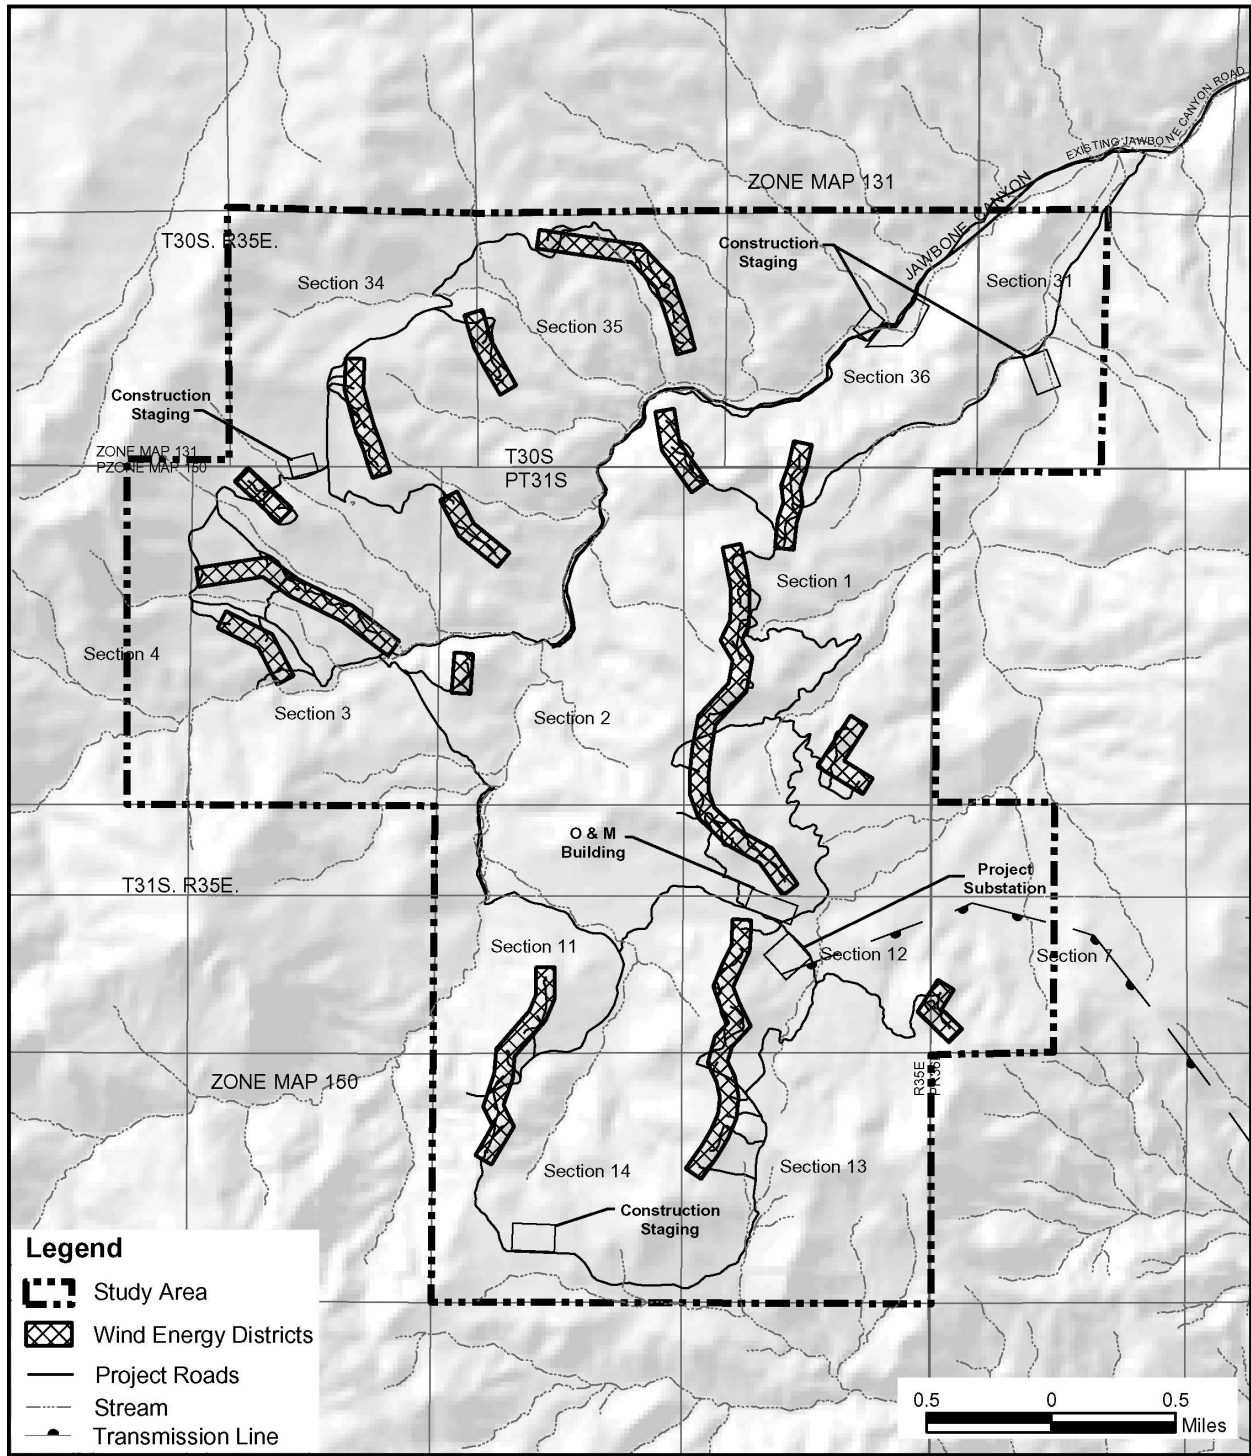 EXISTING JAWBONE CANYON ROAD
ZONE MAP 131
JAWBONE CANYON
T30S. R35E.
Construction
Staging
Section 34
Section 31
Section 35
Section 36
Construction
Staging
ZONE MAP 131
PZONE MAP 150
T30S
PT31S
Section 1
Section 4
Section 3
Section 2
O & M
Building
Project
Substation
T31S. R35E.
Section 11
Section 12
Section 7
ZONE MAP 150
R35E
PR36
Section 14
Section 13
Construction
Staging
Legend
Study Area
Wind Energy Districts
Project Roads
Stream
Transmission Line
0.5 0 0.5
Miles